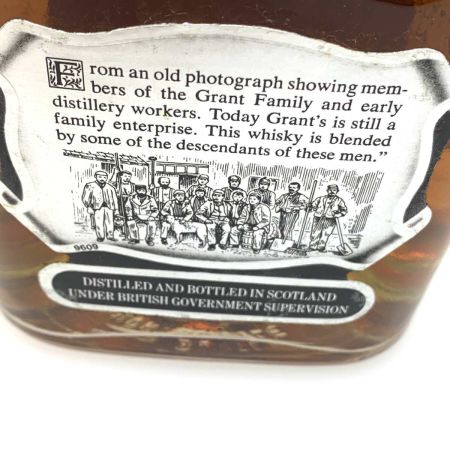 From an old photograph showing mem-
bers of the Grant Family and early
distillery workers. Today Grant's is still a
family enterprise. This whisky is blended
by some of the descendants of these men."
9609
DISTILLED AND BOTTLED IN SCOTLAND
UNDER BRITISH GOVERNMENT SUPERVISION